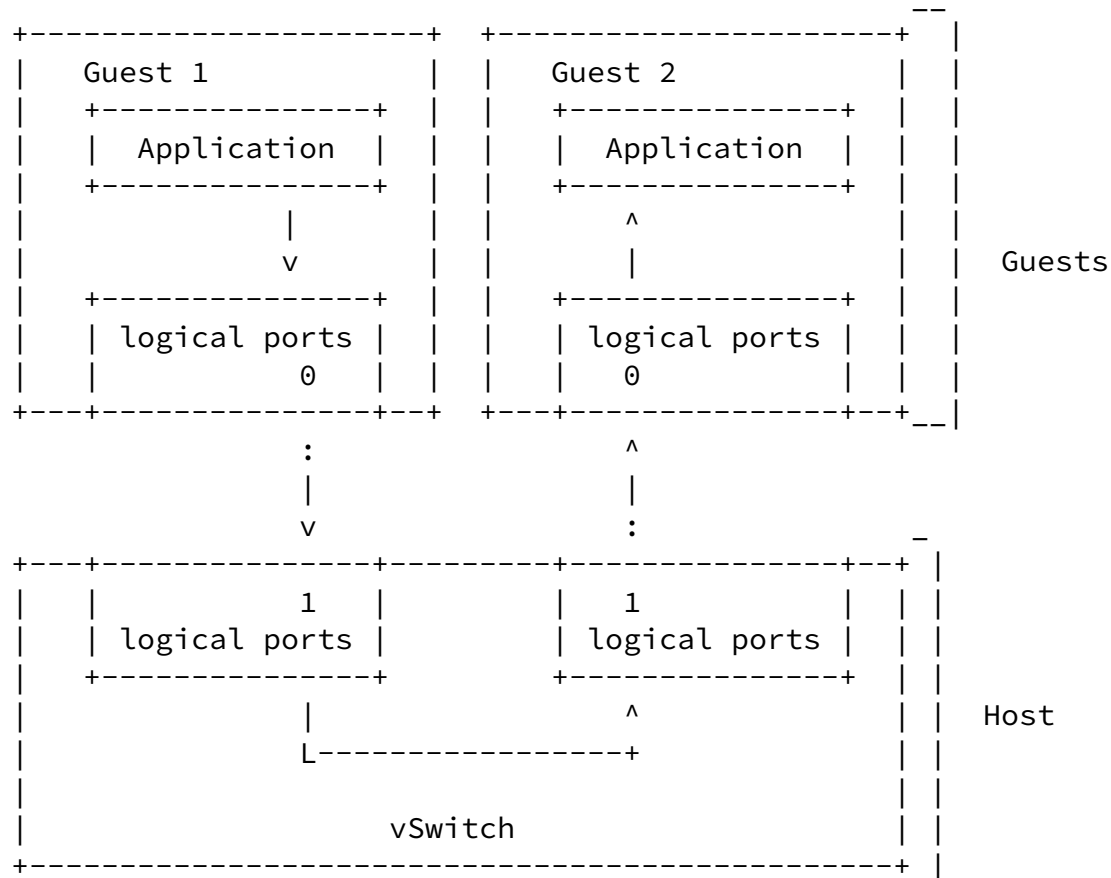 Guest 1 Guest 2
Application Application
Guests
logical ports logical ports
0 0
1 1
logical ports logical ports
Host
vSwitch